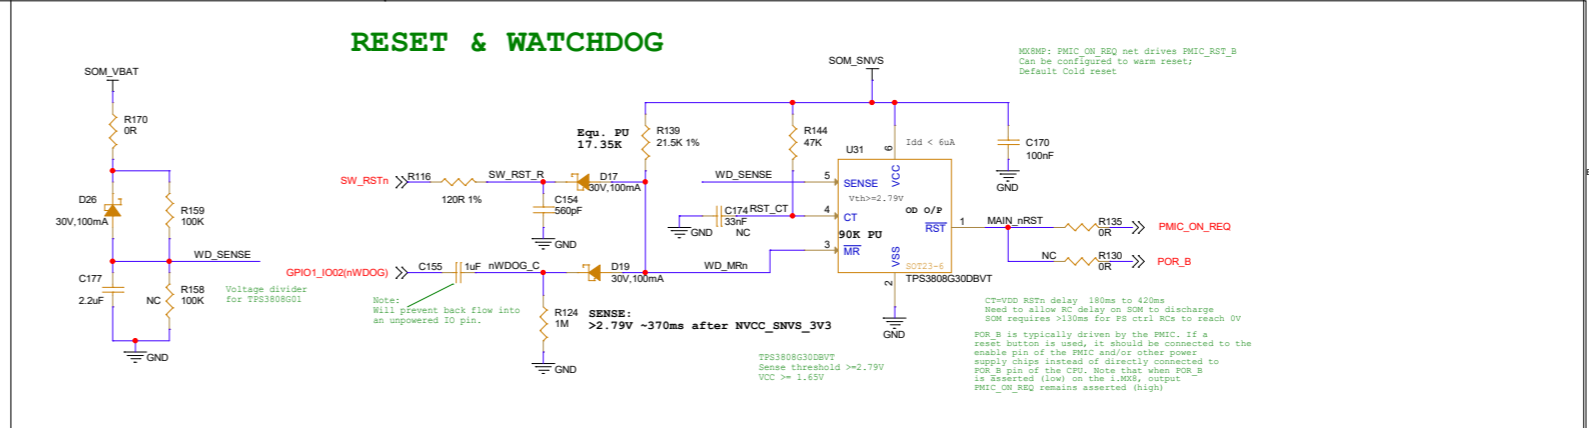 RESET & WATCHDOG
SOM_VBAT
R170
0R
D26
30V,100mA
R159
100K
WD_SENSE
C177
2.2uF
NC
R158
100K
GND
Voltage divider
for TPS3808G01
SW_RSTn
R116
120R 1%
SW_RST_R
C154
560pF
GND
D17
30V,100mA
Equ. PU
17.35K
R139
21.5K 1%
GPIO1_IO02(nWDOG)
C155
1uF
nWDOG_C
D19
30V,100mA
Note:
Will prevent back flow into
an unpowered IO pin.
R124
1M
GND
SENSE:
>2.79V ~370ms after NVCC_SNVS_3V3
SOM_SNVS
R144
47K
WD_SENSE
C174
33nF
NC
RST_CT
GND
WD_MRn
U31
6
Idd < 6uA
VCC
5
SENSE
Vth>=2.79V
4
CT
OD O/P
90K PU
3
MR
RST
1
VSS
SOT23-6
2
TPS3808G30DBVT
GND
C170
100nF
GND
MX8MP: PMIC_ON_REQ net drives PMIC_RST_B
Can be configured to warm reset;
Default Cold reset
MAIN_nRST
R135
0R
PMIC_ON_REQ
NC
R130
0R
POR_B
TPS3808G30DBVT
Sense threshold >=2.79V
VCC >= 1.65V
CT=VDD RSTn delay 180ms to 420ms
Need to allow RC delay on SOM to discharge
SOM requires >130ms for PS ctrl RCs to reach 0V
POR_B is typically driven by the PMIC. If a
reset button is used, it should be connected to the
enable pin of the PMIC and/or other power
supply chips instead of directly connected to
POR_B pin of the CPU. Note that when POR_B
is asserted (low) on the i.MX8, output
PMIC_ON_REQ remains asserted (high)